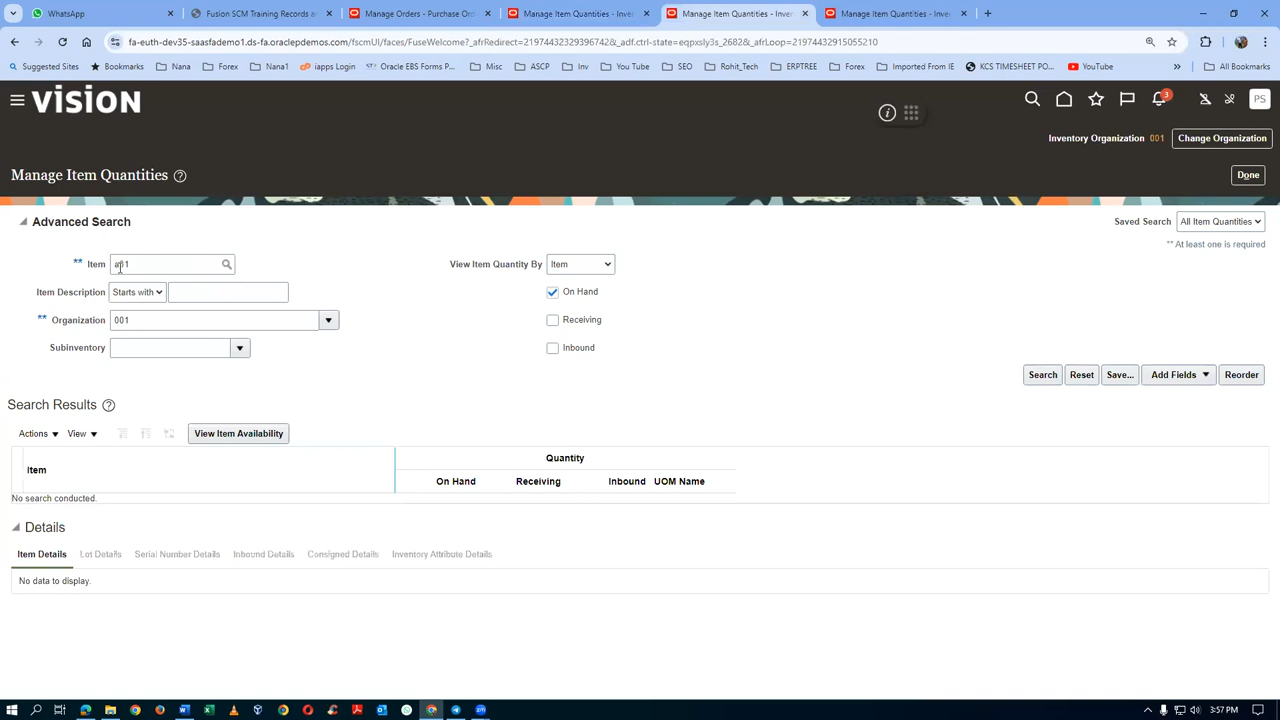 WhatsApp
Fusion SCM Training Records a
Manage Orders - Purchase Ord
Manage Item Quantities - Invent
Manage Item Quantities - Invent
Manage Item Quantities - Invent
fa-euth-dev35-saasfademo1.ds-fa.oraclepdemos.com/fscmUI/faces/FuseWelcome?_afrRedirect=21974432329396742&_adf.ctrl-state=eqpxsly3s_2682&_afrLoop=21974432915055210
Suggested Sites Bookmarks Nana Forex Nana1 iapps Login Oracle EBS Forms P... Misc ASCP Inv You Tube SEO Rohit_Tech ERPTREE Forex Imported From IE KCS TIMESHEET PO... YouTube » All Bookmarks
VISION
3
PS
Inventory Organization 001 Change Organization
Manage Item Quantities
Done
Advanced Search
Saved Search All Item Quantities
** At least one is required
** Item
View Item Quantity By Item
Item Description Starts with
On Hand
** Organization 001
Receiving
Subinventory
Inbound
Search Reset Save... Add Fields Reorder
Search Results
Actions View View Item Availability
Quantity
Item
On Hand Receiving Inbound UOM Name
No search conducted.
Details
Item Details Lot Details Serial Number Details Inbound Details Consigned Details Inventory Attribute Details
No data to display.
3:57 PM